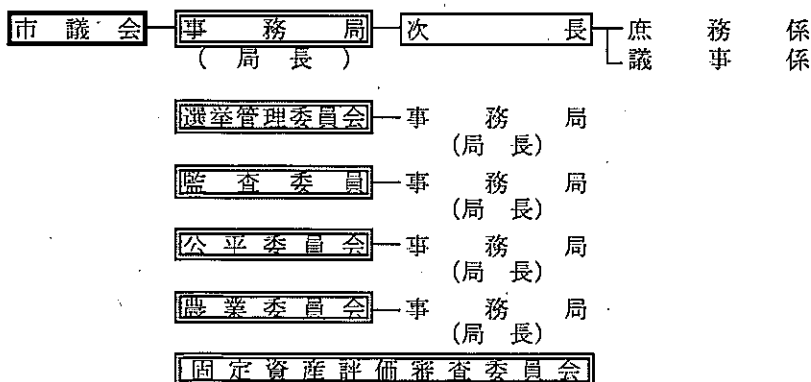 市議会 事務局 次長 庶務係
(局長) 議事係
選挙管理委員会 事務局
(局長)
監査委員 事務局
(局長)
公平委員会 事務局
(局長)
農業委員会 事務局
(局長)
固定資産評価審査委員会